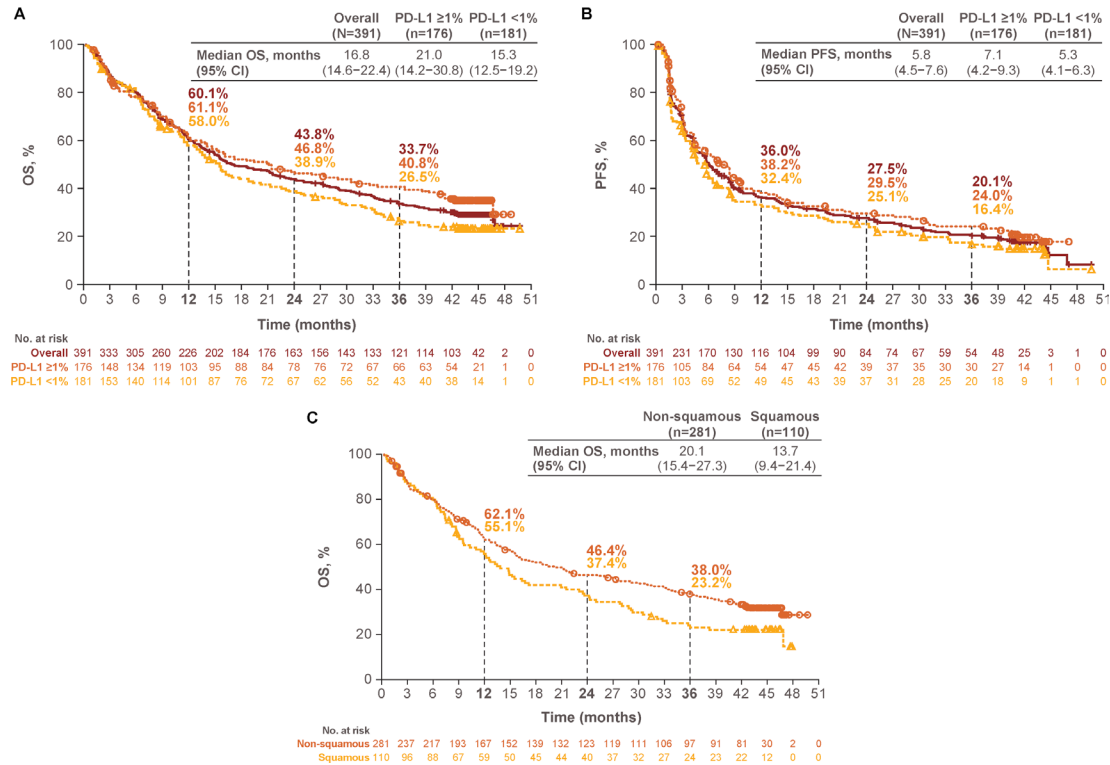 A
Overall PD-L1 ≥1% PD-L1 <1%
(N=391) (n=176) (n=181)
Median OS, months 16.8 21.0 15.3
(95% CI) (14.6–22.4) (14.2–30.8) (12.5–19.2)
100
80
60
40
20
0
OS, %
60.1%
61.1%
58.0%
43.8%
46.8%
38.9%
33.7%
40.8%
26.5%
0 3 6 9 12 15 18 21 24 27 30 33 36 39 42 45 48 51
Time (months)
No. at risk
Overall 391 333 305 260 226 202 184 176 163 156 143 133 121 114 103 42 2 0
PD-L1 ≥1% 176 148 134 119 103 95 88 84 78 76 72 67 66 63 54 21 1 0
PD-L1 <1% 181 153 140 114 101 87 76 72 67 62 56 52 43 40 38 14 1 0
B
Overall PD-L1 ≥1% PD-L1 <1%
(N=391) (n=176) (n=181)
Median PFS, months 5.8 7.1 5.3
(95% CI) (4.5–7.6) (4.2–9.3) (4.1–6.3)
100
80
60
40
20
0
PFS, %
36.0%
38.2%
32.4%
27.5%
29.5%
25.1%
20.1%
24.0%
16.4%
0 3 6 9 12 15 18 21 24 27 30 33 36 39 42 45 48 51
Time (months)
No. at risk
Overall 391 231 170 130 116 104 99 90 84 74 67 59 54 48 25 3 1 0
PD-L1 ≥1% 176 105 84 64 54 47 45 42 39 37 35 30 30 27 14 1 0 0
PD-L1 <1% 181 103 69 52 49 45 43 39 37 31 28 25 20 18 9 1 1 0
C
Non-squamous Squamous
(n=281) (n=110)
Median OS, months 20.1 13.7
(95% CI) (15.4–27.3) (9.4–21.4)
100
80
60
40
20
0
OS, %
62.1%
55.1%
46.4%
37.4%
38.0%
23.2%
0 3 6 9 12 15 18 21 24 27 30 33 36 39 42 45 48 51
Time (months)
No. at risk
Non-squamous 281 237 217 193 167 152 139 132 123 119 111 106 97 91 81 30 2 0
Squamous 110 96 88 67 59 50 45 44 40 37 32 27 24 23 22 12 0 0